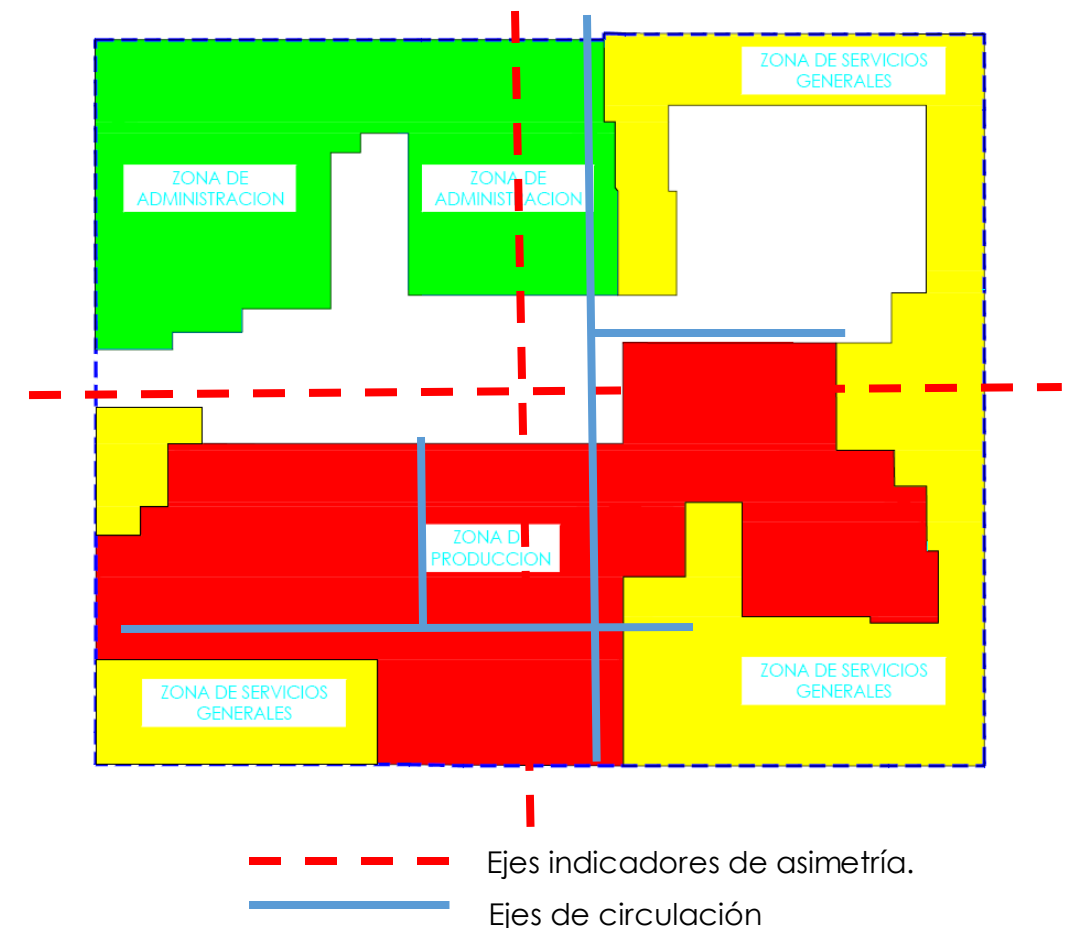 ZONA DE SERVICIOS
GENERALES
ZONA DE
ADMINISTRACION
ZONA DE
ADMINISTRACION
ZONA D
PRODUCCION
ZONA DE SERVICIOS
GENERALES
ZONA DE SERVICIOS
GENERALES
Ejes indicadores de asimetría.
Ejes de circulación